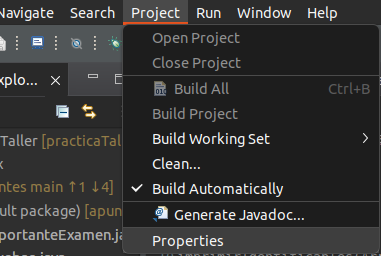 Navigate Search Project Run Window Help
Open Project
Close Project
Build All Ctrl+B
Build Project
Build Working Set
Clean...
Build Automatically
Generate Javadoc...
Properties
Taller [practicaTal
ntes main ↑1 ↓4]
ult package) [apun
portanteExamen.ja